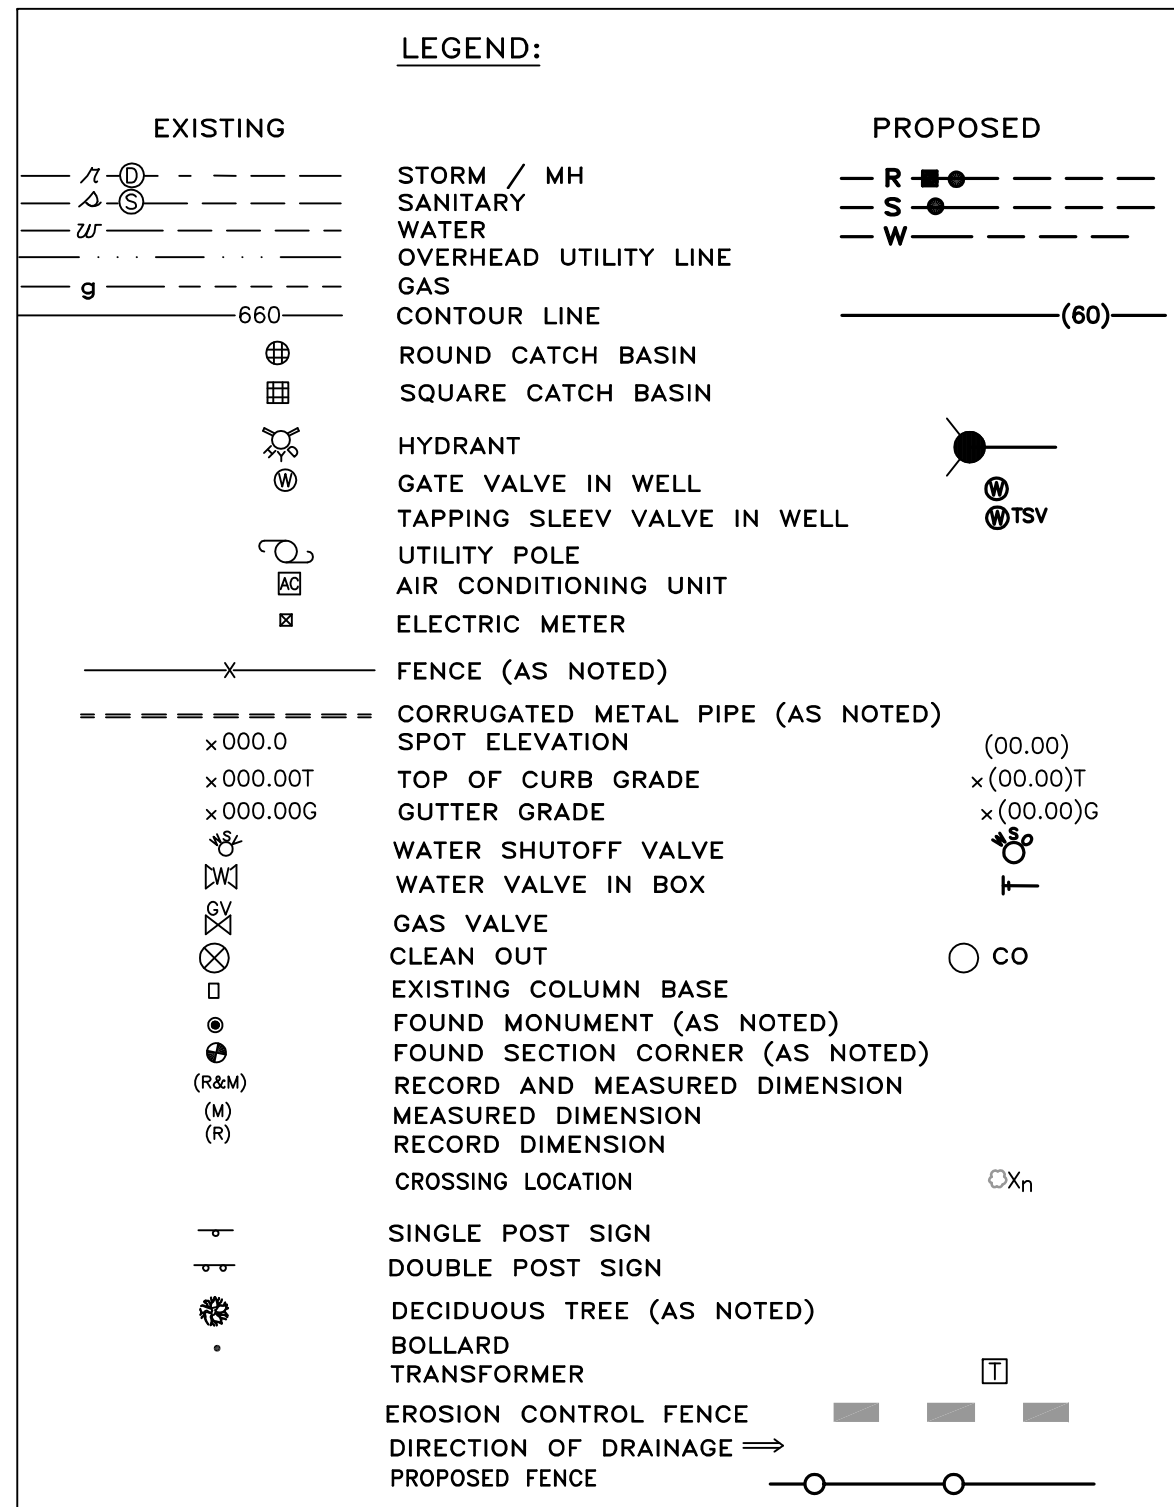 LEGEND:
EXISTING PROPOSED
r D STORM / MH R
s S SANITARY S
w WATER W
OVERHEAD UTILITY LINE
g GAS
660 CONTOUR LINE (60)
ROUND CATCH BASIN
SQUARE CATCH BASIN
HYD HYDRANT
W GATE VALVE IN WELL W
TAPPING SLEEV VALVE IN WELL W TSV
UTILITY POLE
AC AIR CONDITIONING UNIT
ELECTRIC METER
X FENCE (AS NOTED)
CORRUGATED METAL PIPE (AS NOTED)
×000.0 SPOT ELEVATION (00.00)
×000.00T TOP OF CURB GRADE ×(00.00)T
×000.00G GUTTER GRADE ×(00.00)G
WSV WATER SHUTOFF VALVE WSO
W WATER VALVE IN BOX
GV GAS VALVE
CLEAN OUT CO
EXISTING COLUMN BASE
FOUND MONUMENT (AS NOTED)
FOUND SECTION CORNER (AS NOTED)
(R&M) RECORD AND MEASURED DIMENSION
(M) MEASURED DIMENSION
(R) RECORD DIMENSION
CROSSING LOCATION Xn
SINGLE POST SIGN
DOUBLE POST SIGN
DECIDUOUS TREE (AS NOTED)
BOLLARD
TRANSFORMER T
EROSION CONTROL FENCE
DIRECTION OF DRAINAGE
PROPOSED FENCE